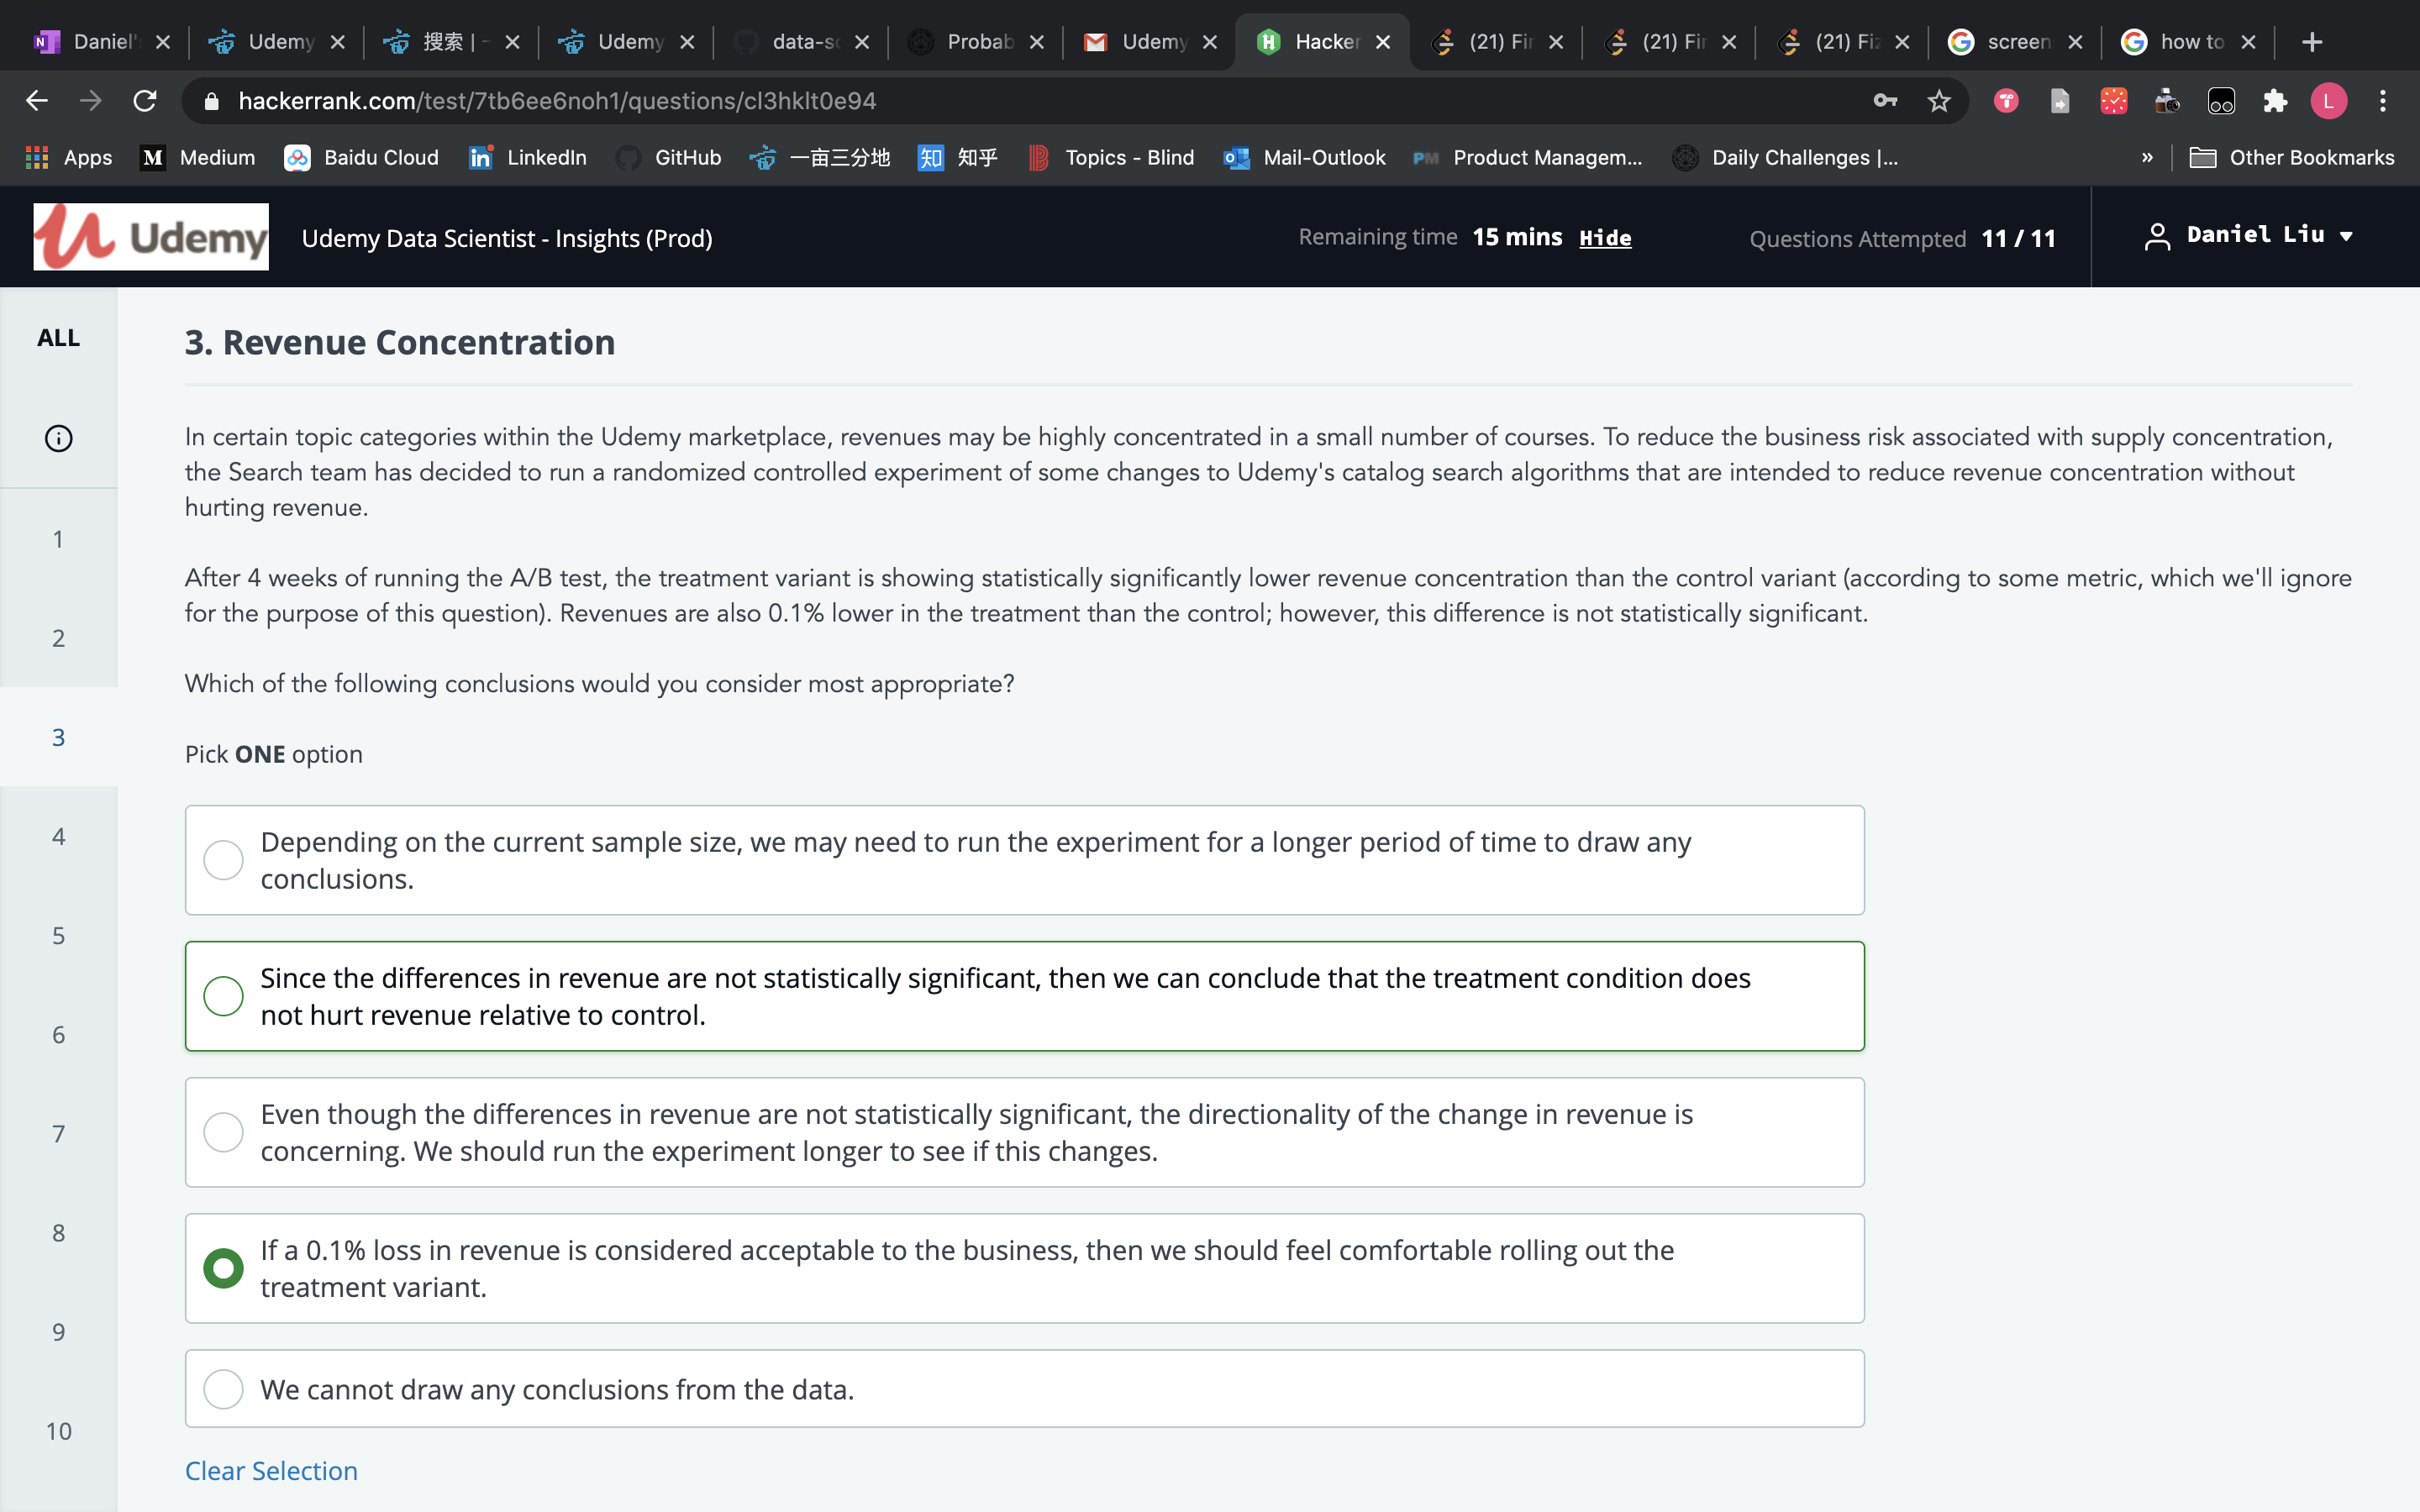 Daniel's
Udemy
搜索 | -
Udemy
data-sc
Probab
Udemy
Hacker
(21) Fir
(21) Fir
(21) Fiz
screen
how to
hackerrank.com/test/7tb6ee6noh1/questions/cl3hklt0e94
L
Apps
M Medium
Baidu Cloud
in LinkedIn
GitHub
一亩三分地
知 知乎
Topics - Blind
Mail-Outlook
PM Product Managem...
Daily Challenges |...
»
Other Bookmarks
Udemy
Udemy Data Scientist - Insights (Prod)
Remaining time 15 mins Hide
Questions Attempted 11 / 11
Daniel Liu
ALL
1
2
3
4
5
6
7
8
9
10
3. Revenue Concentration
In certain topic categories within the Udemy marketplace, revenues may be highly concentrated in a small number of courses. To reduce the business risk associated with supply concentration,
the Search team has decided to run a randomized controlled experiment of some changes to Udemy's catalog search algorithms that are intended to reduce revenue concentration without
hurting revenue.
After 4 weeks of running the A/B test, the treatment variant is showing statistically significantly lower revenue concentration than the control variant (according to some metric, which we'll ignore
for the purpose of this question). Revenues are also 0.1% lower in the treatment than the control; however, this difference is not statistically significant.
Which of the following conclusions would you consider most appropriate?
Pick ONE option
Depending on the current sample size, we may need to run the experiment for a longer period of time to draw any
conclusions.
Since the differences in revenue are not statistically significant, then we can conclude that the treatment condition does
not hurt revenue relative to control.
Even though the differences in revenue are not statistically significant, the directionality of the change in revenue is
concerning. We should run the experiment longer to see if this changes.
If a 0.1% loss in revenue is considered acceptable to the business, then we should feel comfortable rolling out the
treatment variant.
We cannot draw any conclusions from the data.
Clear Selection